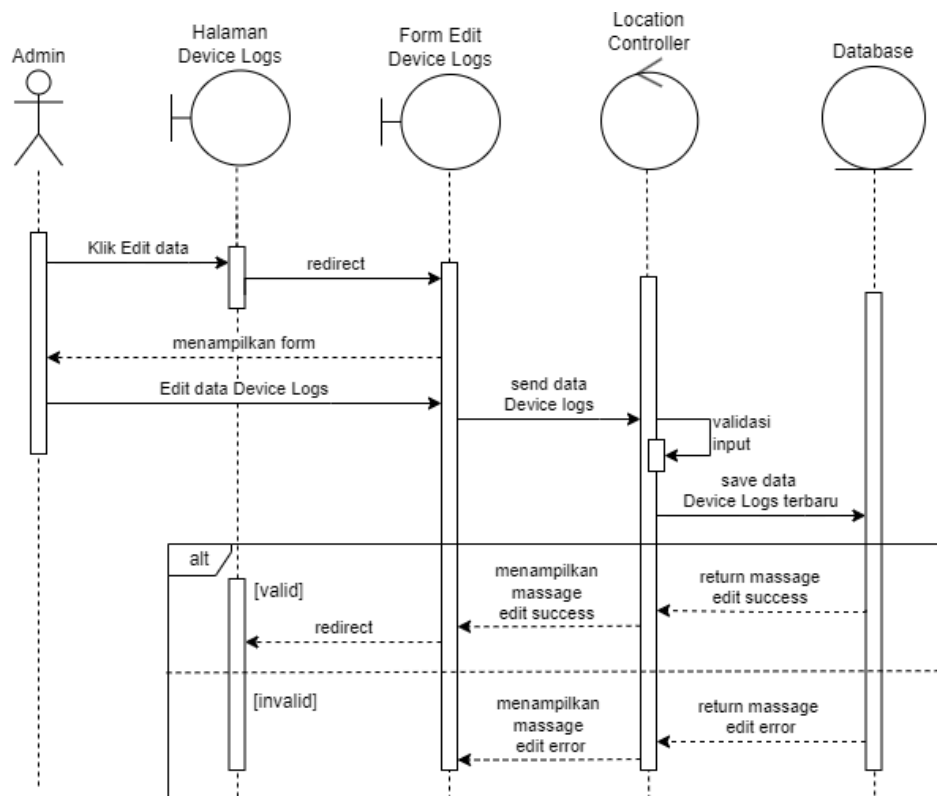 Admin
Halaman
Device Logs
Form Edit
Device Logs
Location
Controller
Database
Klik Edit data
redirect
menampilkan form
Edit data Device Logs
send data
Device logs
validasi
input
save data
Device Logs terbaru
alt
[valid]
menampilkan
massage
edit success
return massage
edit success
redirect
[invalid]
menampilkan
massage
edit error
return massage
edit error